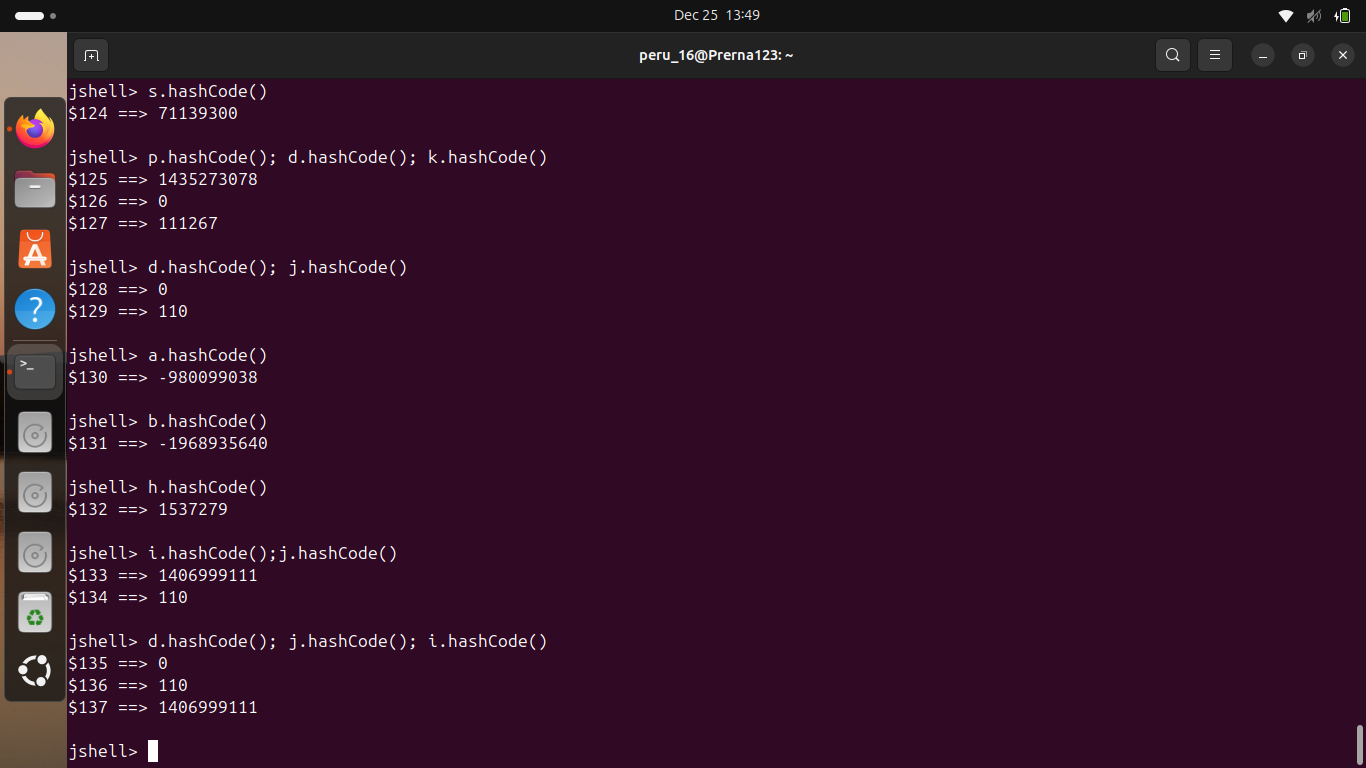 Dec 25 13:49
peru_16@Prerna123: ~
jshell> s.hashCode()
$124 ==> 71139300
jshell> p.hashCode(); d.hashCode(); k.hashCode()
$125 ==> 1435273078
$126 ==> 0
$127 ==> 111267
jshell> d.hashCode(); j.hashCode()
$128 ==> 0
$129 ==> 110
jshell> a.hashCode()
$130 ==> -980099038
jshell> b.hashCode()
$131 ==> -1968935640
jshell> h.hashCode()
$132 ==> 1537279
jshell> i.hashCode();j.hashCode()
$133 ==> 1406999111
$134 ==> 110
jshell> d.hashCode(); j.hashCode(); i.hashCode()
$135 ==> 0
$136 ==> 110
$137 ==> 1406999111
jshell>